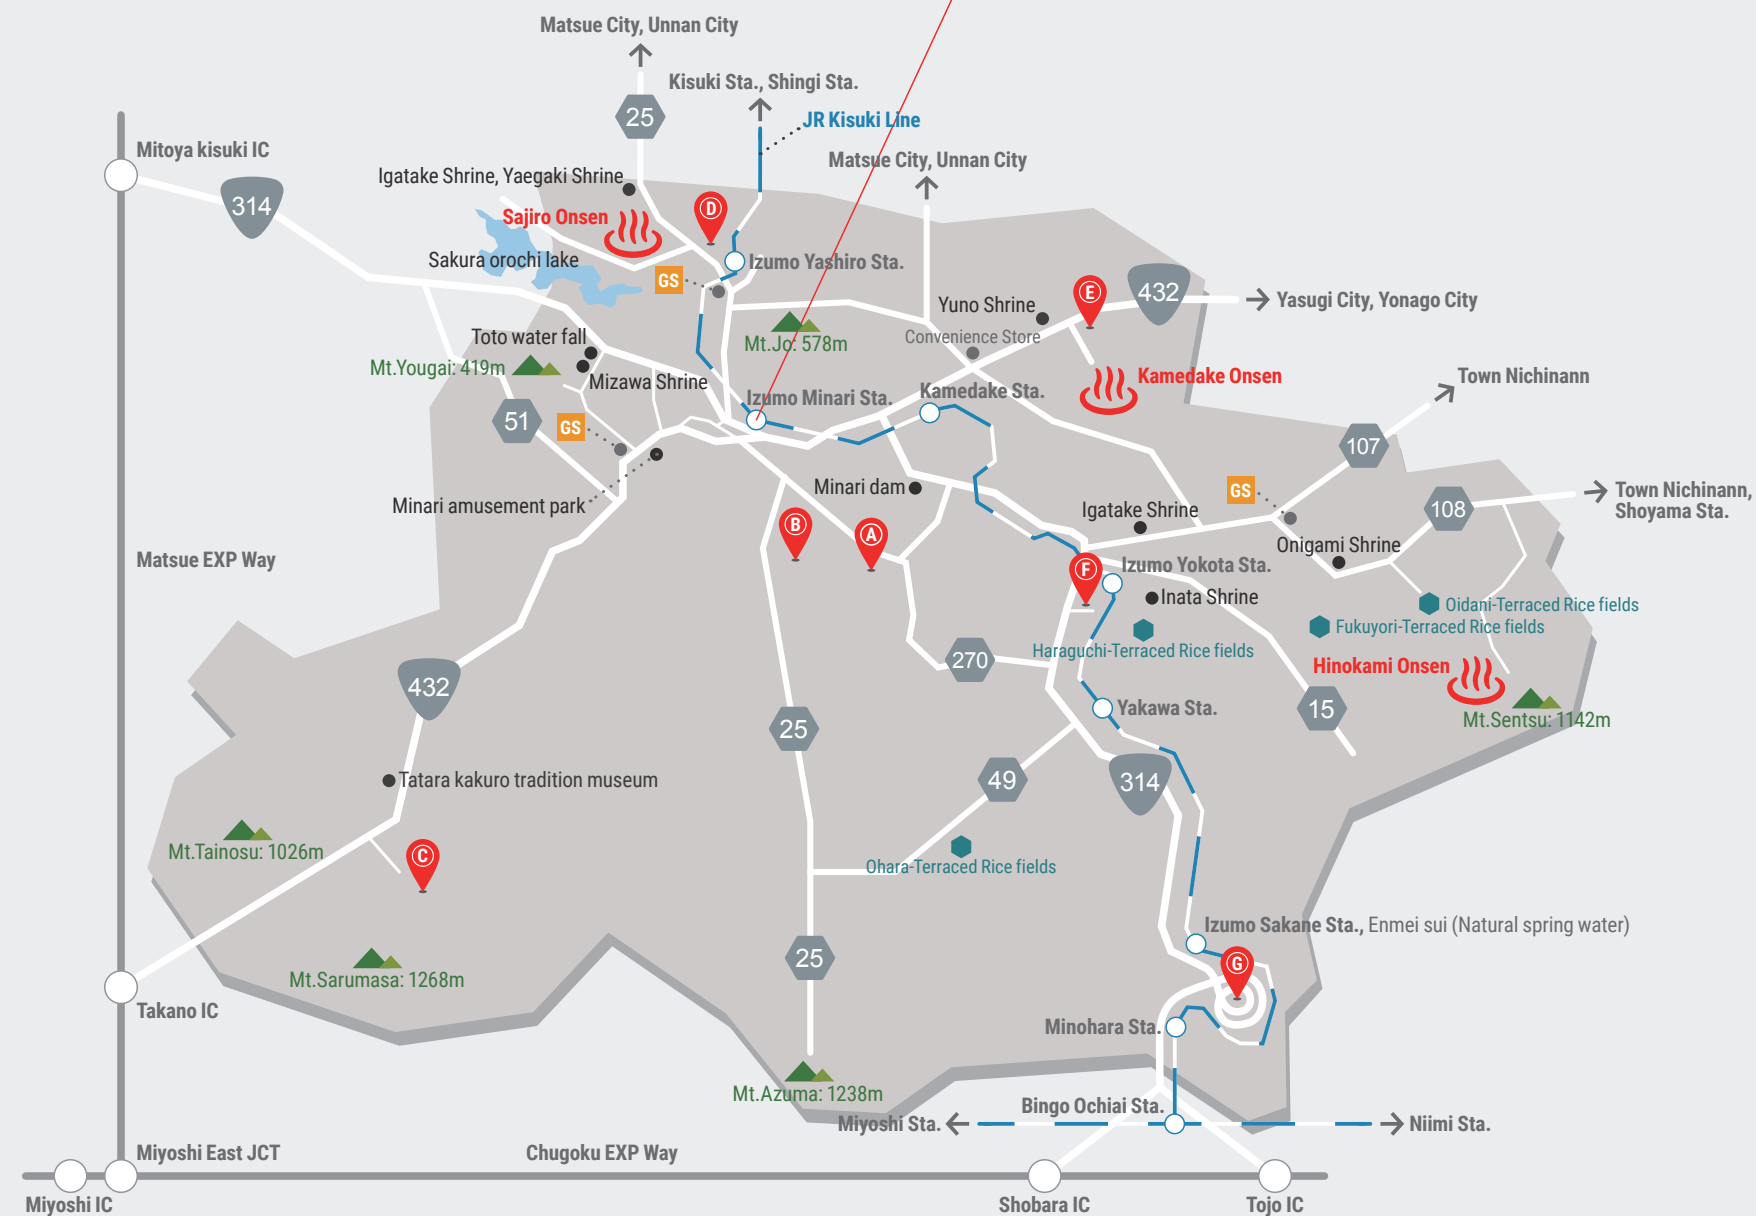 Matsue City, Unnan City
Kisuki Sta., Shingi Sta.
25
JR Kisuki Line
Mitoya kisuki IC
Matsue City, Unnan City
Igatake Shrine, Yaegaki Shrine
314
Sajiro Onsen
D
Sakura orochi lake
Izumo Yashiro Sta.
GS
E
432
Yasugi City, Yonago City
Yuno Shrine
Convenience Store
Toto water fall
Mt.Jo: 578m
Mt.Yougai: 419m
Mizawa Shrine
Kamedake Onsen
Town Nichinann
Izumo Minari Sta.
Kamedake Sta.
51
GS
107
Minari dam
GS
Town Nichinann,
Shoyama Sta.
Minari amusement park
108
Igatake Shrine
B
A
Onigami Shrine
Matsue EXP Way
F
Izumo Yokota Sta.
Inata Shrine
Oidani-Terraced Rice fields
Fukuyori-Terraced Rice fields
Haraguchi-Terraced Rice fields
270
Hinokami Onsen
432
Yakawa Sta.
15
Mt.Sentsu: 1142m
25
Tatara kakuro tradition museum
49
314
Mt.Tainosu: 1026m
C
Ohara-Terraced Rice fields
Izumo Sakane Sta., Enmei sui (Natural spring water)
25
G
Mt.Sarumasa: 1268m
Takano IC
Minohara Sta.
Mt.Azuma: 1238m
Bingo Ochiai Sta.
Miyoshi Sta.
Niimi Sta.
Miyoshi East JCT
Chugoku EXP Way
Miyoshi IC
Shobara IC
Tojo IC